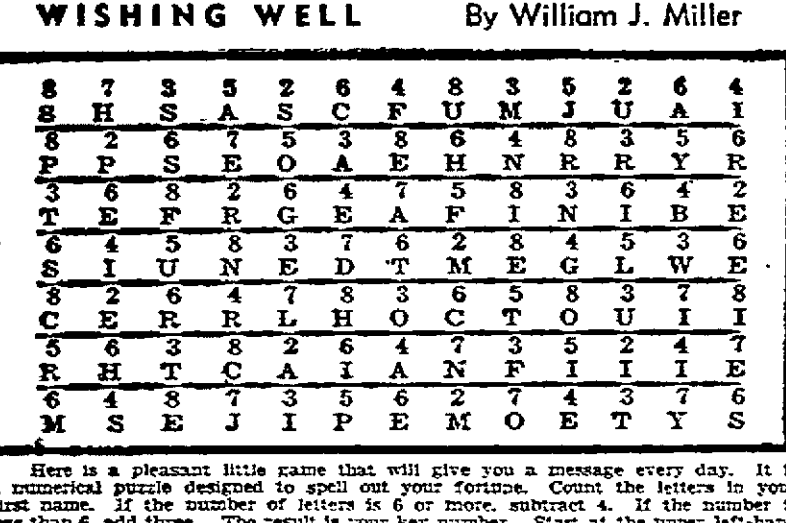 WISHING WELL By William J. Miller
8 7 3 5 2 6 4 8 3 5 2 6 4
S H S A S C F U M J U A I
8 2 6 7 5 3 8 6 4 8 3 5 6
P P S E O A E H N R R Y R
3 6 8 2 6 4 7 5 8 3 6 4 2
T E F R G E A F I N I B E
6 4 5 8 3 7 6 2 8 4 5 3 6
S I U N E D T M E G L W E
8 2 6 4 7 8 3 6 5 8 3 7 8
C E R R L H O C T O U I I
5 6 3 8 2 6 4 7 3 5 2 4 7
R H T C A I A N F I I I E
6 4 8 7 3 5 6 2 7 4 3 7 6
M S E J I P E M O E T Y S
Here is a pleasant little game that will give you a message every day. It
numerical puzzle designed to spell out your fortune. Count the letters in
first name. If the number of letters is 6 or more, subtract 4. If the number
than 6, add three. The result is your key number. Start at the upper